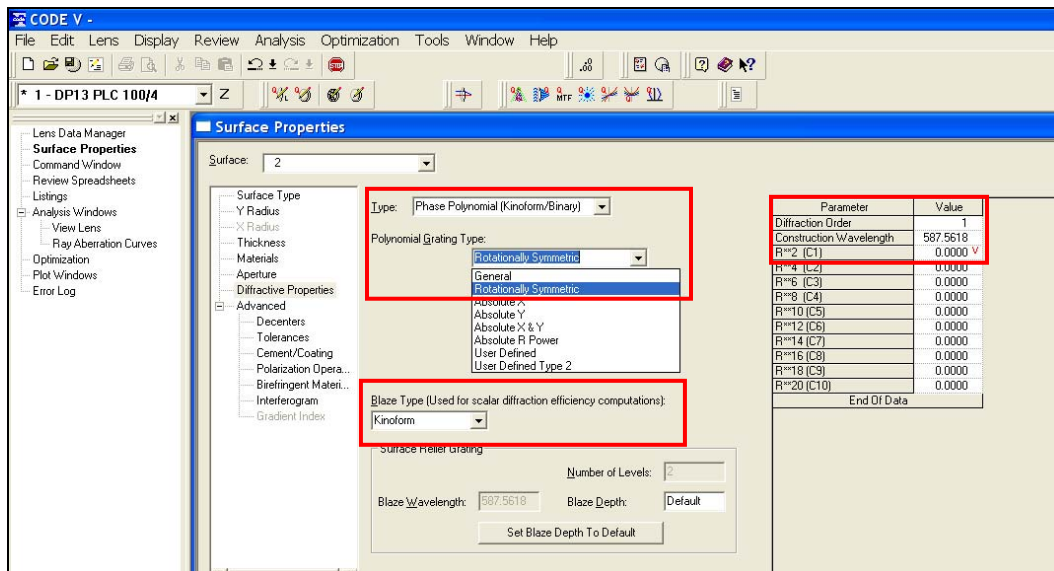 CODE V -
File Edit Lens Display Review Analysis Optimization Tools Window Help
* 1 - DP13 PLC 100/4
Z
MTF
Lens Data Manager
Surface Properties
Command Window
Review Spreadsheets
Listings
Analysis Windows
View Lens
Ray Aberration Curves
Optimization
Plot Windows
Error Log
Surface Properties
Surface: 2
Surface Type
Y Radius
X Radius
Thickness
Materials
Aperture
Diffractive Properties
Advanced
Decenters
Tolerances
Cement/Coating
Polarization Opera...
Birefringent Materi...
Interferogram
Gradient Index
Type: Phase Polynomial (Kinoform/Binary)
Polynomial Grating Type:
Rotationally Symmetric
General
Rotationally Symmetric
Absolute X
Absolute Y
Absolute X & Y
Absolute R Power
User Defined
User Defined Type 2
Blaze Type (Used for scalar diffraction efficiency computations):
Kinoform
Surface Relief Grating
Number of Levels: 2
Blaze Wavelength: 587.5618 Blaze Depth: Default
Set Blaze Depth To Default
Parameter Value
Diffraction Order 1
Construction Wavelength 587.5618
R**2 (C1) 0.0000 V
R**4 (C2) 0.0000
R**6 (C3) 0.0000
R**8 (C4) 0.0000
R**10 (C5) 0.0000
R**12 (C6) 0.0000
R**14 (C7) 0.0000
R**16 (C8) 0.0000
R**18 (C9) 0.0000
R**20 (C10) 0.0000
End Of Data